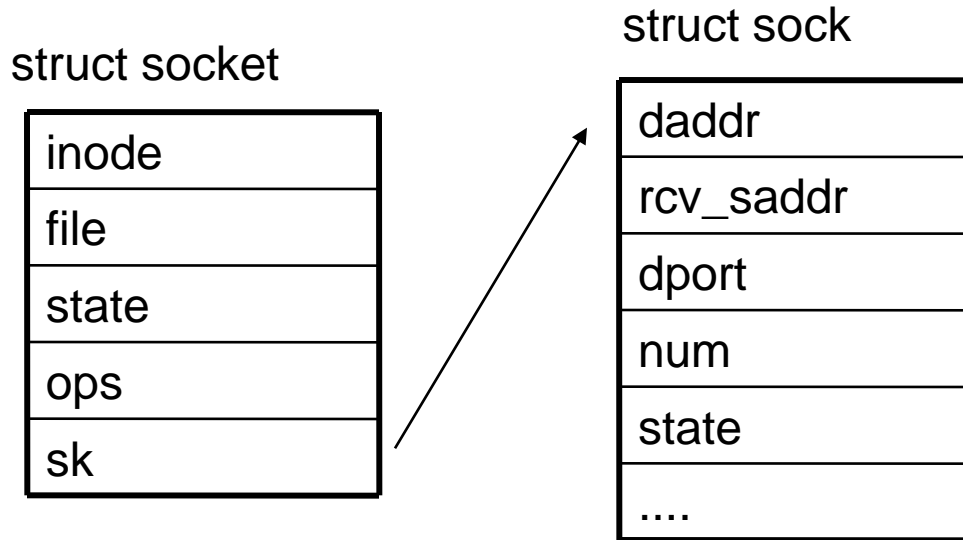 struct socket
inode
file
state
ops
sk
struct sock
daddr
rcv_saddr
dport
num
state
....